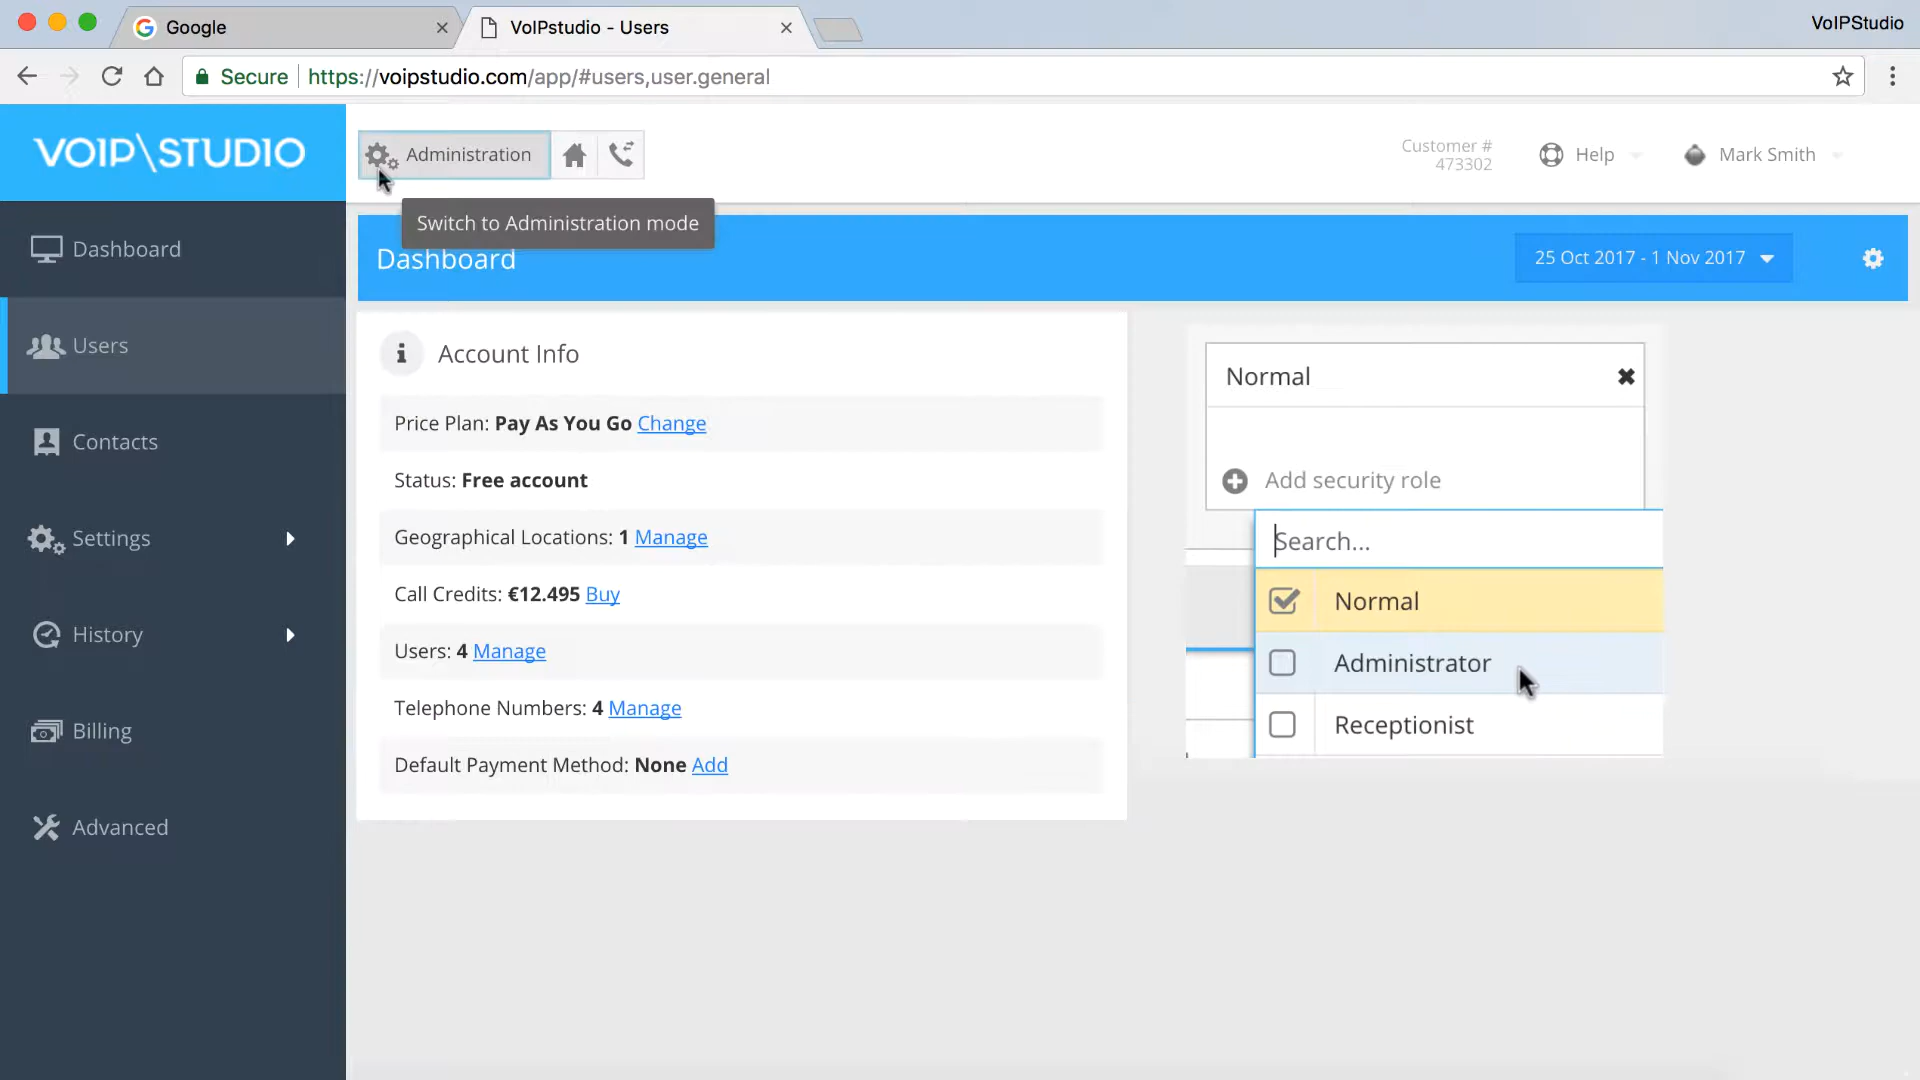 Google
VoIPstudio - Users
VoIPStudio
Secure
https://voipstudio.com/app/#users,user.general
VOIP\STUDIO
Administration
Customer #
473302
Help
Mark Smith
Switch to Administration mode
Dashboard
25 Oct 2017 - 1 Nov 2017
Dashboard
Users
Contacts
Settings
History
Billing
Advanced
Account Info
Price Plan: Pay As You Go Change
Status: Free account
Geographical Locations: 1 Manage
Call Credits: €12.495 Buy
Users: 4 Manage
Telephone Numbers: 4 Manage
Default Payment Method: None Add
Normal
Add security role
Search...
Normal
Administrator
Receptionist